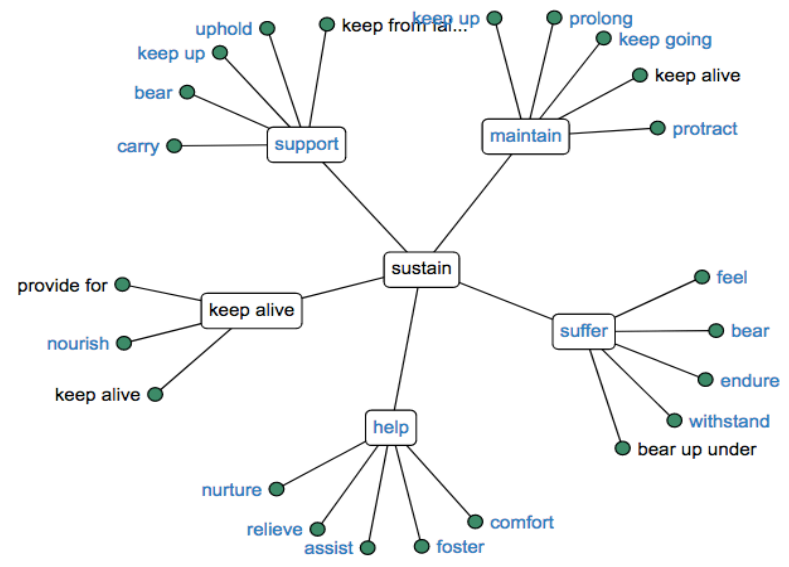 keep up
prolong
uphold
keep from fai...
keep going
keep up
keep alive
bear
protract
maintain
carry
support
sustain
feel
provide for
keep alive
suffer
bear
nourish
endure
keep alive
withstand
help
bear up under
nurture
comfort
relieve
assist
foster